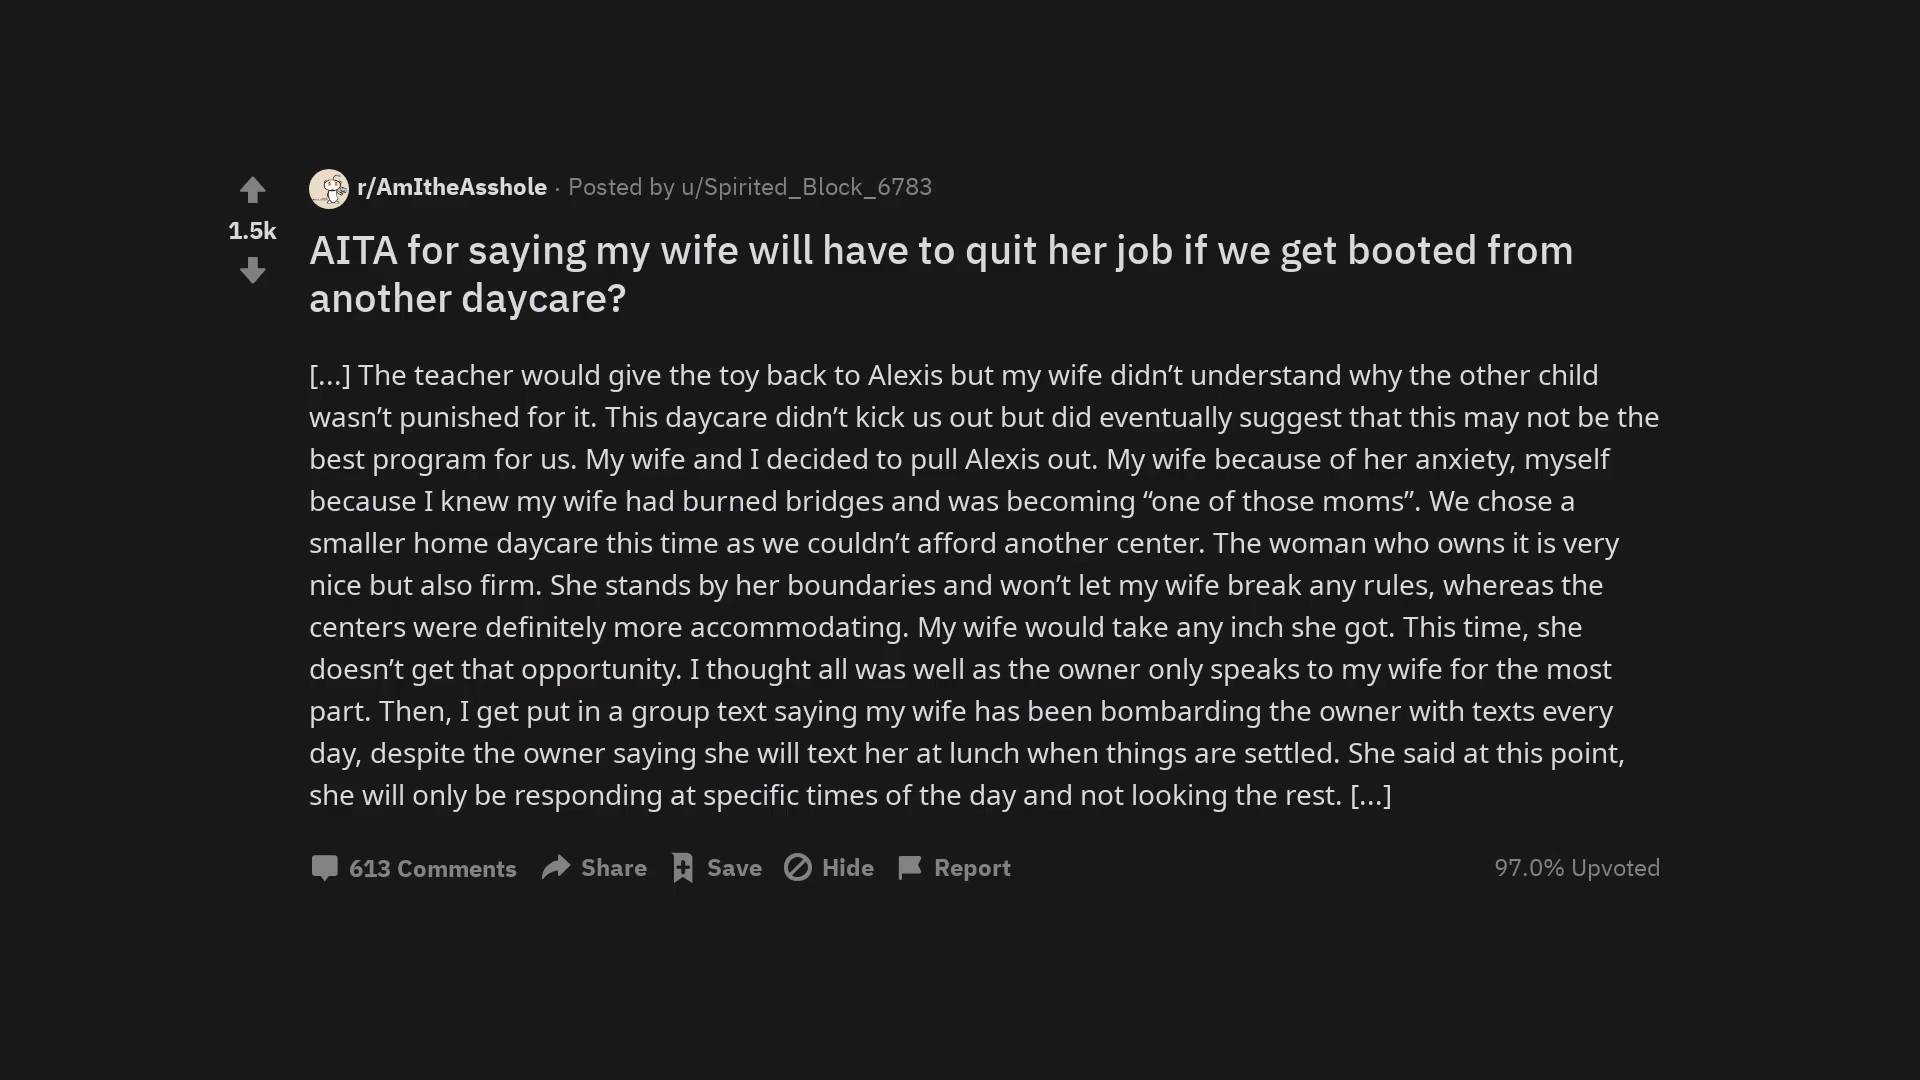 r/AmItheAsshole · Posted by u/Spirited_Block_6783
1.5k
AITA for saying my wife will have to quit her job if we get booted from
another daycare?
[...] The teacher would give the toy back to Alexis but my wife didn’t understand why the other child
wasn’t punished for it. This daycare didn’t kick us out but did eventually suggest that this may not be the
best program for us. My wife and I decided to pull Alexis out. My wife because of her anxiety, myself
because I knew my wife had burned bridges and was becoming “one of those moms”. We chose a
smaller home daycare this time as we couldn’t afford another center. The woman who owns it is very
nice but also firm. She stands by her boundaries and won’t let my wife break any rules, whereas the
centers were definitely more accommodating. My wife would take any inch she got. This time, she
doesn’t get that opportunity. I thought all was well as the owner only speaks to my wife for the most
part. Then, I get put in a group text saying my wife has been bombarding the owner with texts every
day, despite the owner saying she will text her at lunch when things are settled. She said at this point,
she will only be responding at specific times of the day and not looking the rest. [...]
613 Comments Share Save Hide Report 97.0% Upvoted